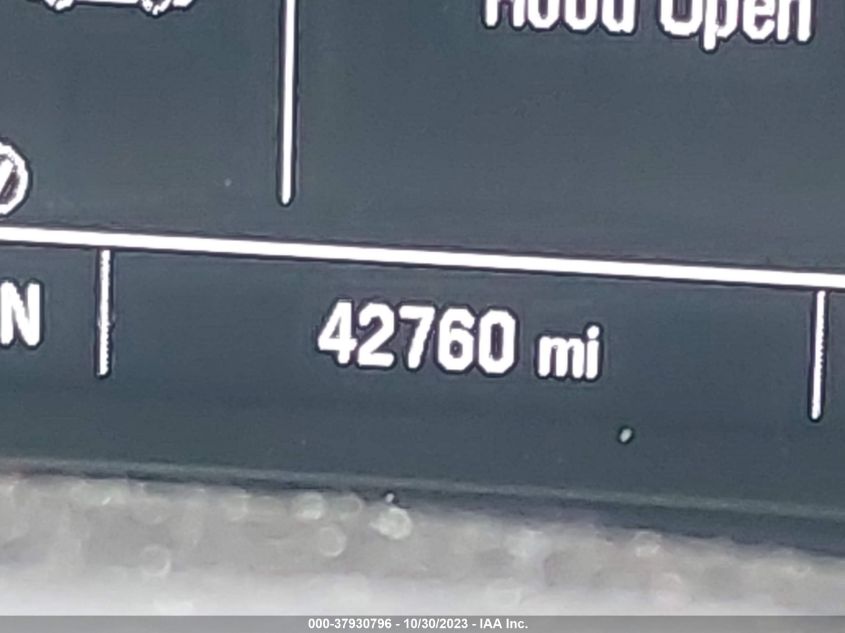 Hood Open
N
42760 mi
000-37930796 - 10/30/2023 - IAA Inc.